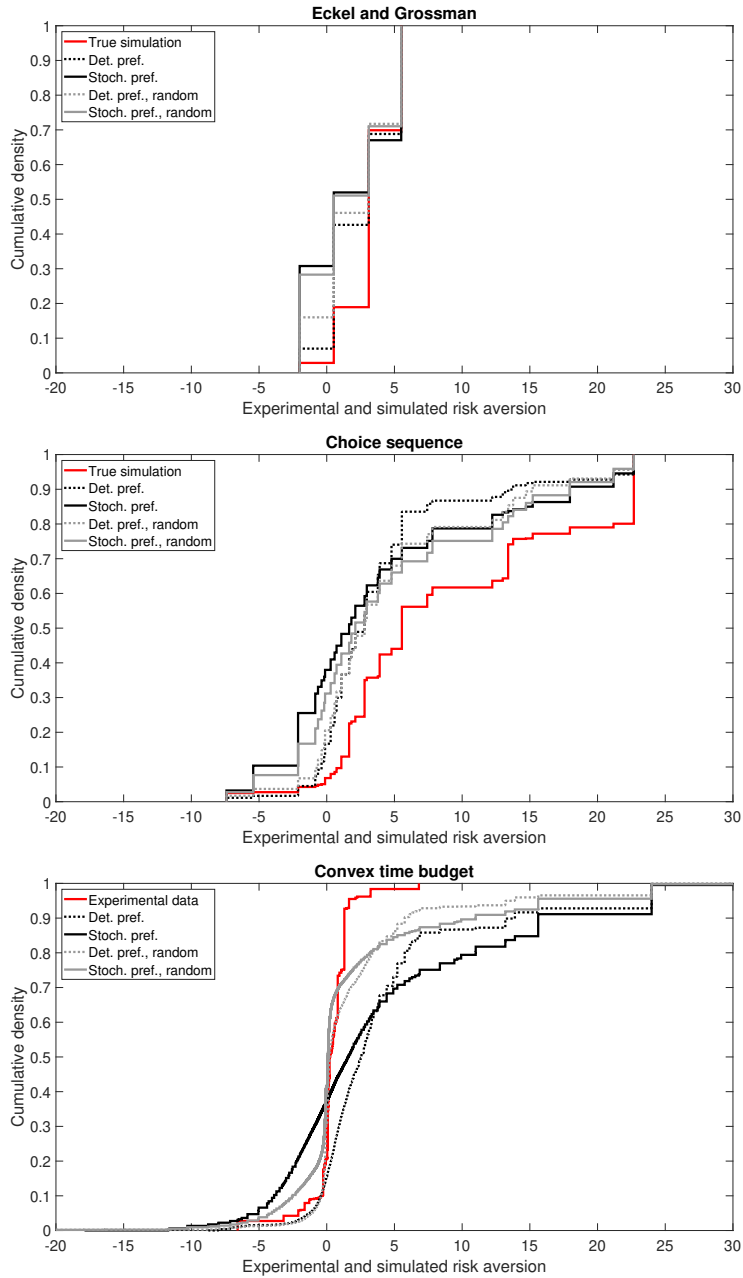 Eckel and Grossman
1
0.9
0.8
0.7
0.6
0.5
0.4
0.3
0.2
0.1
0
Cumulative density
True simulation
Det. pref.
Stoch. pref.
Det. pref., random
Stoch. pref., random
-20 -15 -10 -5 0 5 10 15 20 25 30
Experimental and simulated risk aversion
Choice sequence
1
0.9
0.8
0.7
0.6
0.5
0.4
0.3
0.2
0.1
0
Cumulative density
True simulation
Det. pref.
Stoch. pref.
Det. pref., random
Stoch. pref., random
-20 -15 -10 -5 0 5 10 15 20 25 30
Experimental and simulated risk aversion
Convex time budget
1
0.9
0.8
0.7
0.6
0.5
0.4
0.3
0.2
0.1
0
Cumulative density
Experimental data
Det. pref.
Stoch. pref.
Det. pref., random
Stoch. pref., random
-20 -15 -10 -5 0 5 10 15 20 25 30
Experimental and simulated risk aversion